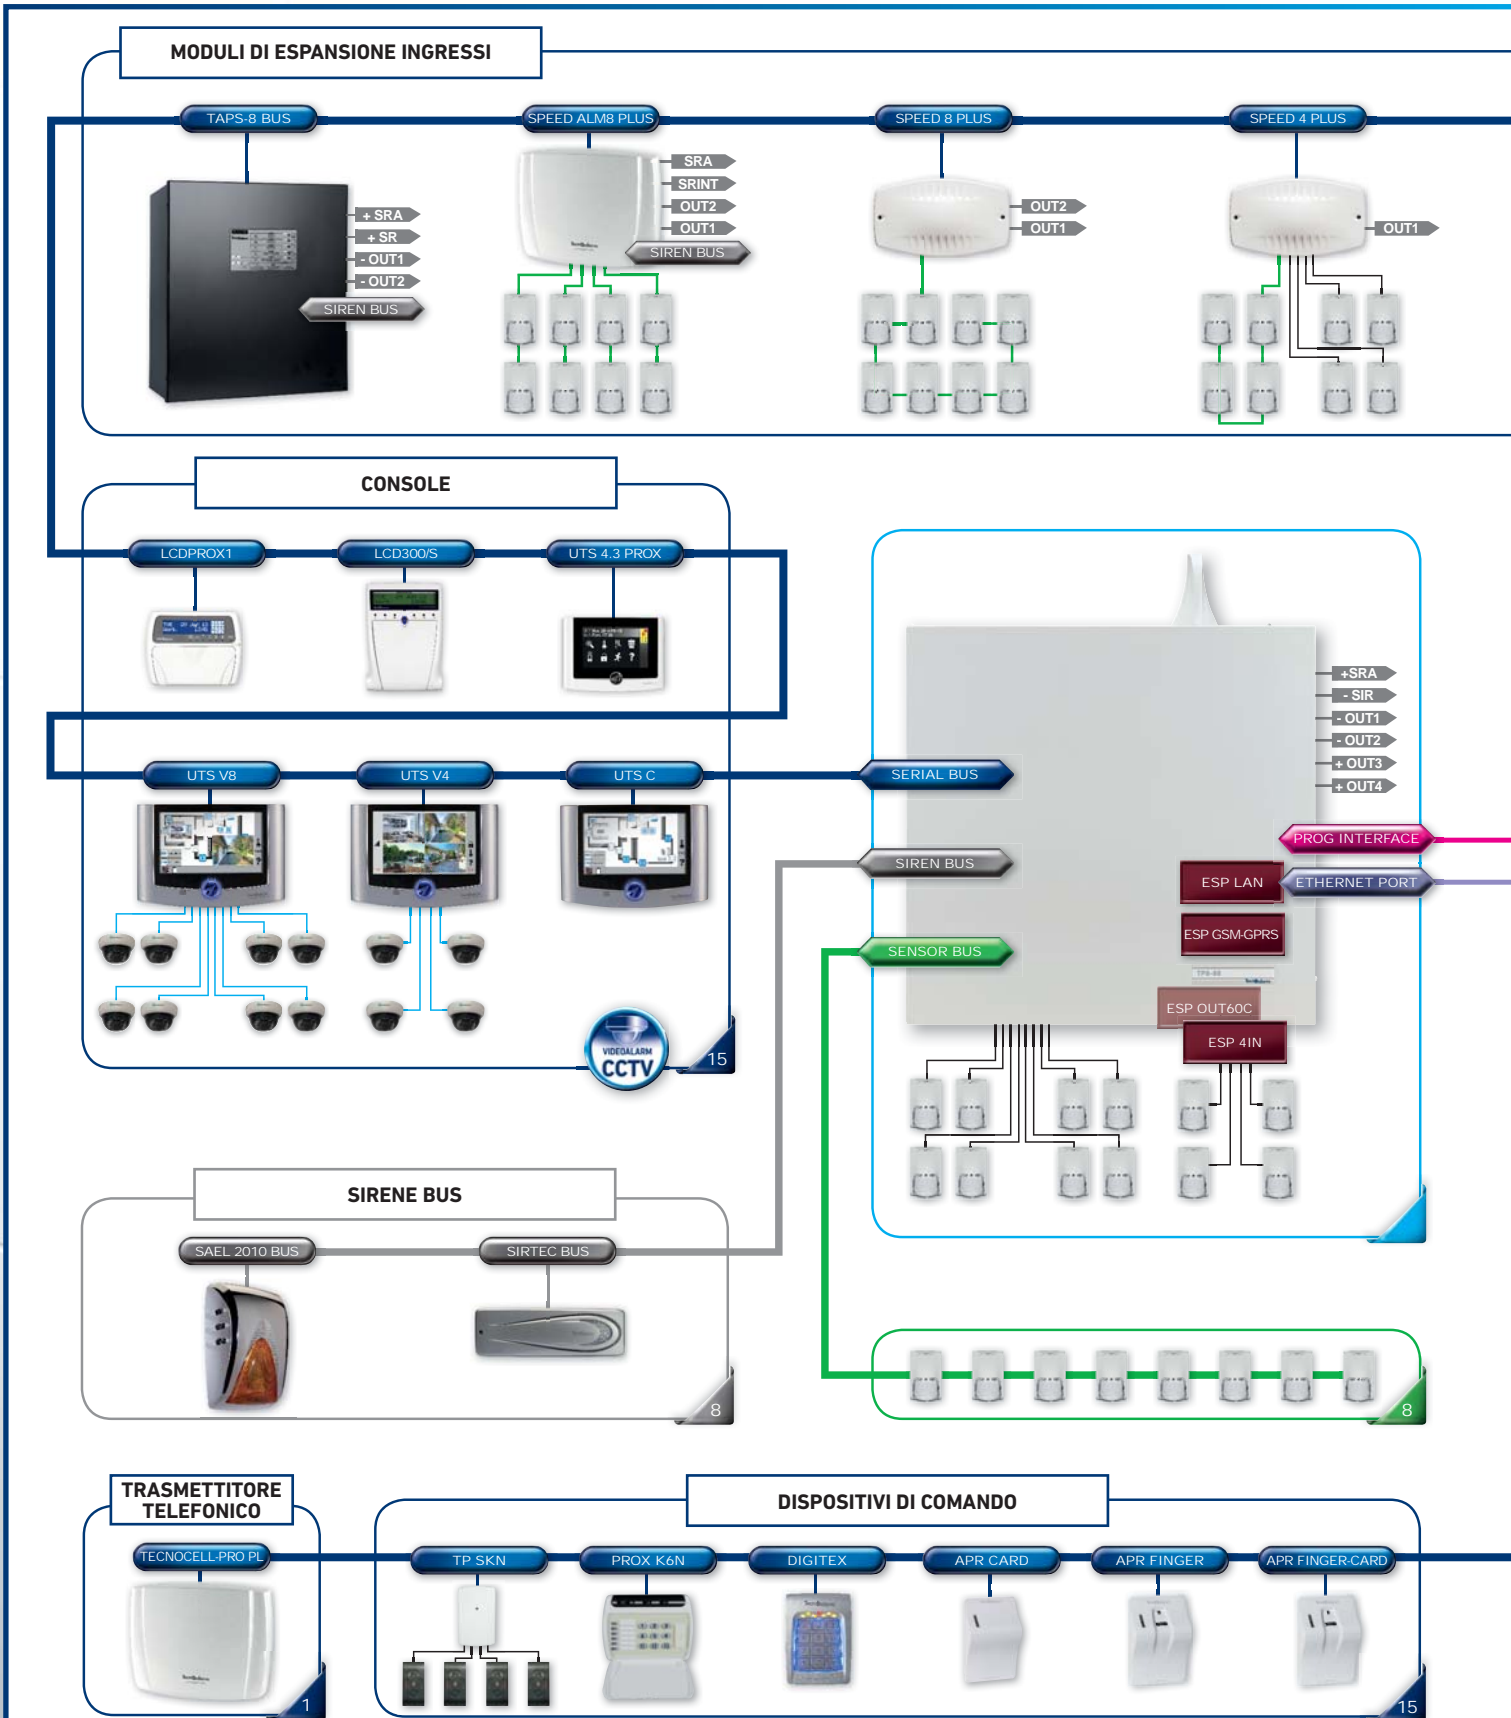 MODULI DI ESPANSIONE INGRESSI
TAPS-8 BUS
SPEED ALM8 PLUS
SPEED 8 PLUS
SPEED 4 PLUS
+ SRA
+ SR
- OUT1
- OUT2
SIREN BUS
SRA
SRINT
OUT2
OUT1
SIREN BUS
OUT2
OUT1
OUT1
CONSOLE
LCDPROX1
LCD300/S
UTS 4.3 PROX
UTS V8
UTS V4
UTS C
VIDEOALARM
CCTV
15
+SRA
- SIR
- OUT1
- OUT2
+ OUT3
+ OUT4
SERIAL BUS
SIREN BUS
SENSOR BUS
PROG INTERFACE
ESP LAN
ETHERNET PORT
ESP GSM-GPRS
TP8-88
ESP OUT60C
ESP 4IN
SIRENE BUS
SAEL 2010 BUS
SIRTEC BUS
8
8
TRASMETTITORE
TELEFONICO
TECNOCELL-PRO PL
1
DISPOSITIVI DI COMANDO
TP SKN
PROX K6N
DIGITEX
APR CARD
APR FINGER
APR FINGER-CARD
15